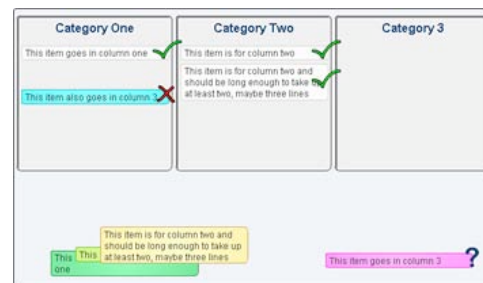 Category One
Category Two
Category 3
This item goes in column one
This item is for column two
This item is for column two and
should be long enough to take up
at least two, maybe three lines
This item also goes in column 3
This item is for column two and
should be long enough to take up
at least two, maybe three lines
This
This
one
This item goes in column 3
?